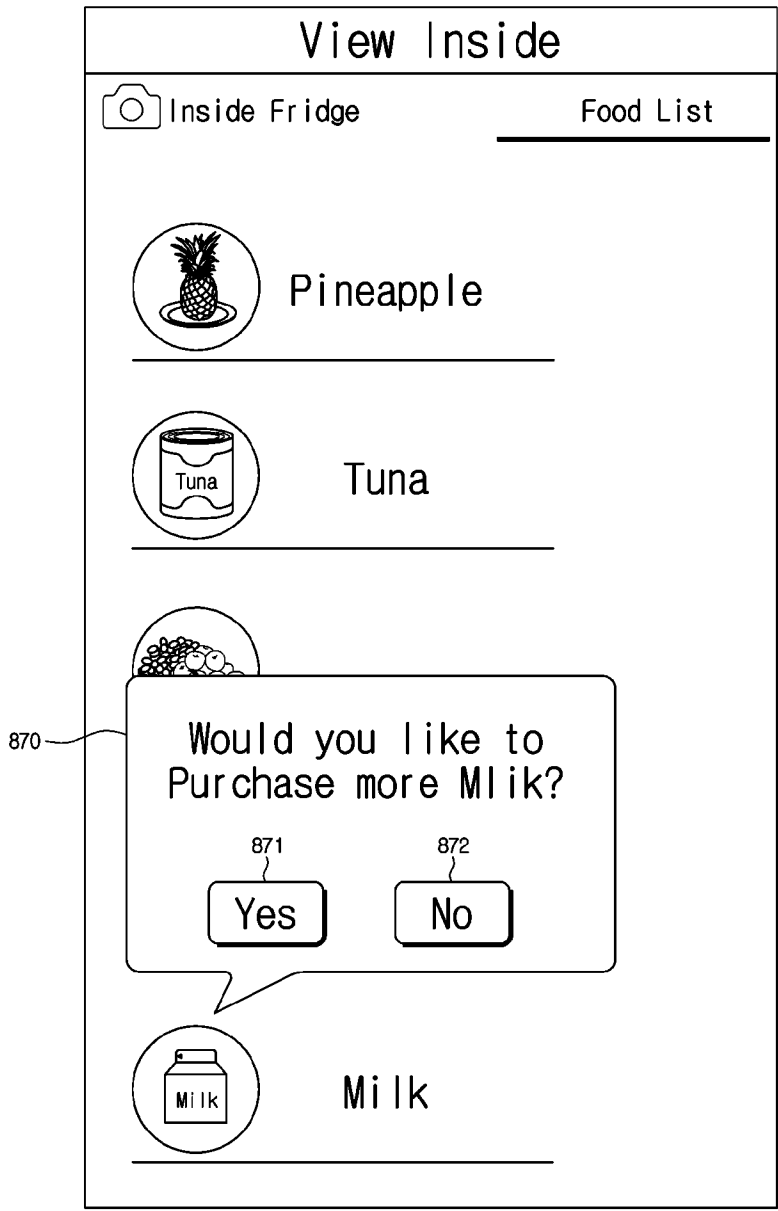 View Inside
Inside Fridge
Food List
Pineapple
Tuna
Tuna
870
Would you like to
Purchase more Mlik?
871
872
Yes
No
Milk
Milk